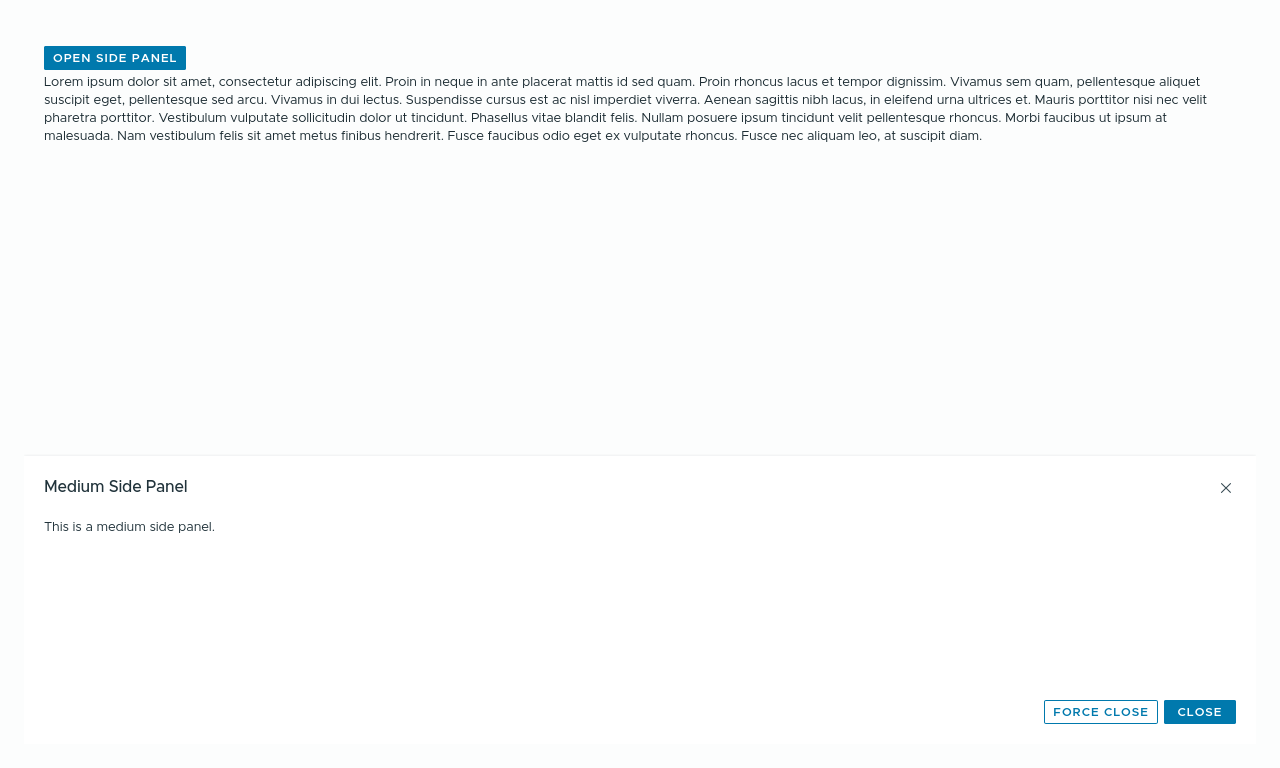 OPEN SIDE PANEL
Lorem ipsum dolor sit amet, consectetur adipiscing elit. Proin in neque in ante placerat mattis id sed quam. Proin rhoncus lacus et tempor dignissim. Vivamus sem quam, pellentesque aliquet
suscipit eget, pellentesque sed arcu. Vivamus in dui lectus. Suspendisse cursus est ac nisl imperdiet viverra. Aenean sagittis nibh lacus, in eleifend urna ultrices et. Mauris porttitor nisi nec velit
pharetra porttitor. Vestibulum vulputate sollicitudin dolor ut tincidunt. Phasellus vitae blandit felis. Nullam posuere ipsum tincidunt velit pellentesque rhoncus. Morbi faucibus ut ipsum at
malesuada. Nam vestibulum felis sit amet metus finibus hendrerit. Fusce faucibus odio eget ex vulputate rhoncus. Fusce nec aliquam leo, at suscipit diam.
Medium Side Panel
This is a medium side panel.
FORCE CLOSE
CLOSE